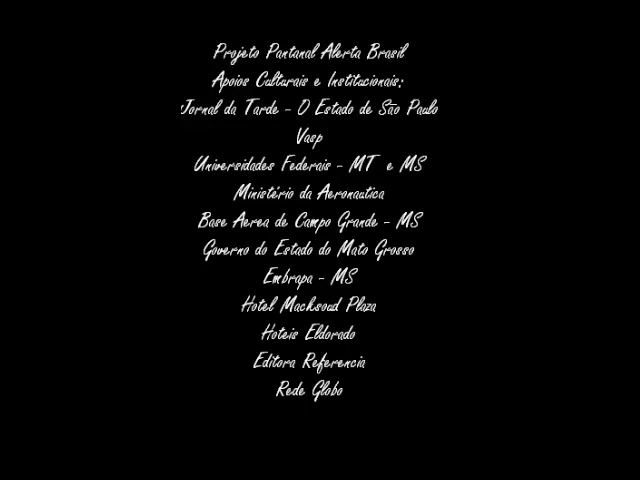 Projeto Pantanal Alerta Brasil
Apoios Culturais e Institucionais:
Jornal da Tarde - O Estado de São Paulo
Vasp
Universidades Federais - MT e MS
Ministério da Aeronautica
Base Aerea de Campo Grande - MS
Governo do Estado do Mato Grosso
Embrapa - MS
Hotel Macksoud Plaza
Hoteis Eldorado
Editora Referencia
Rede Globo